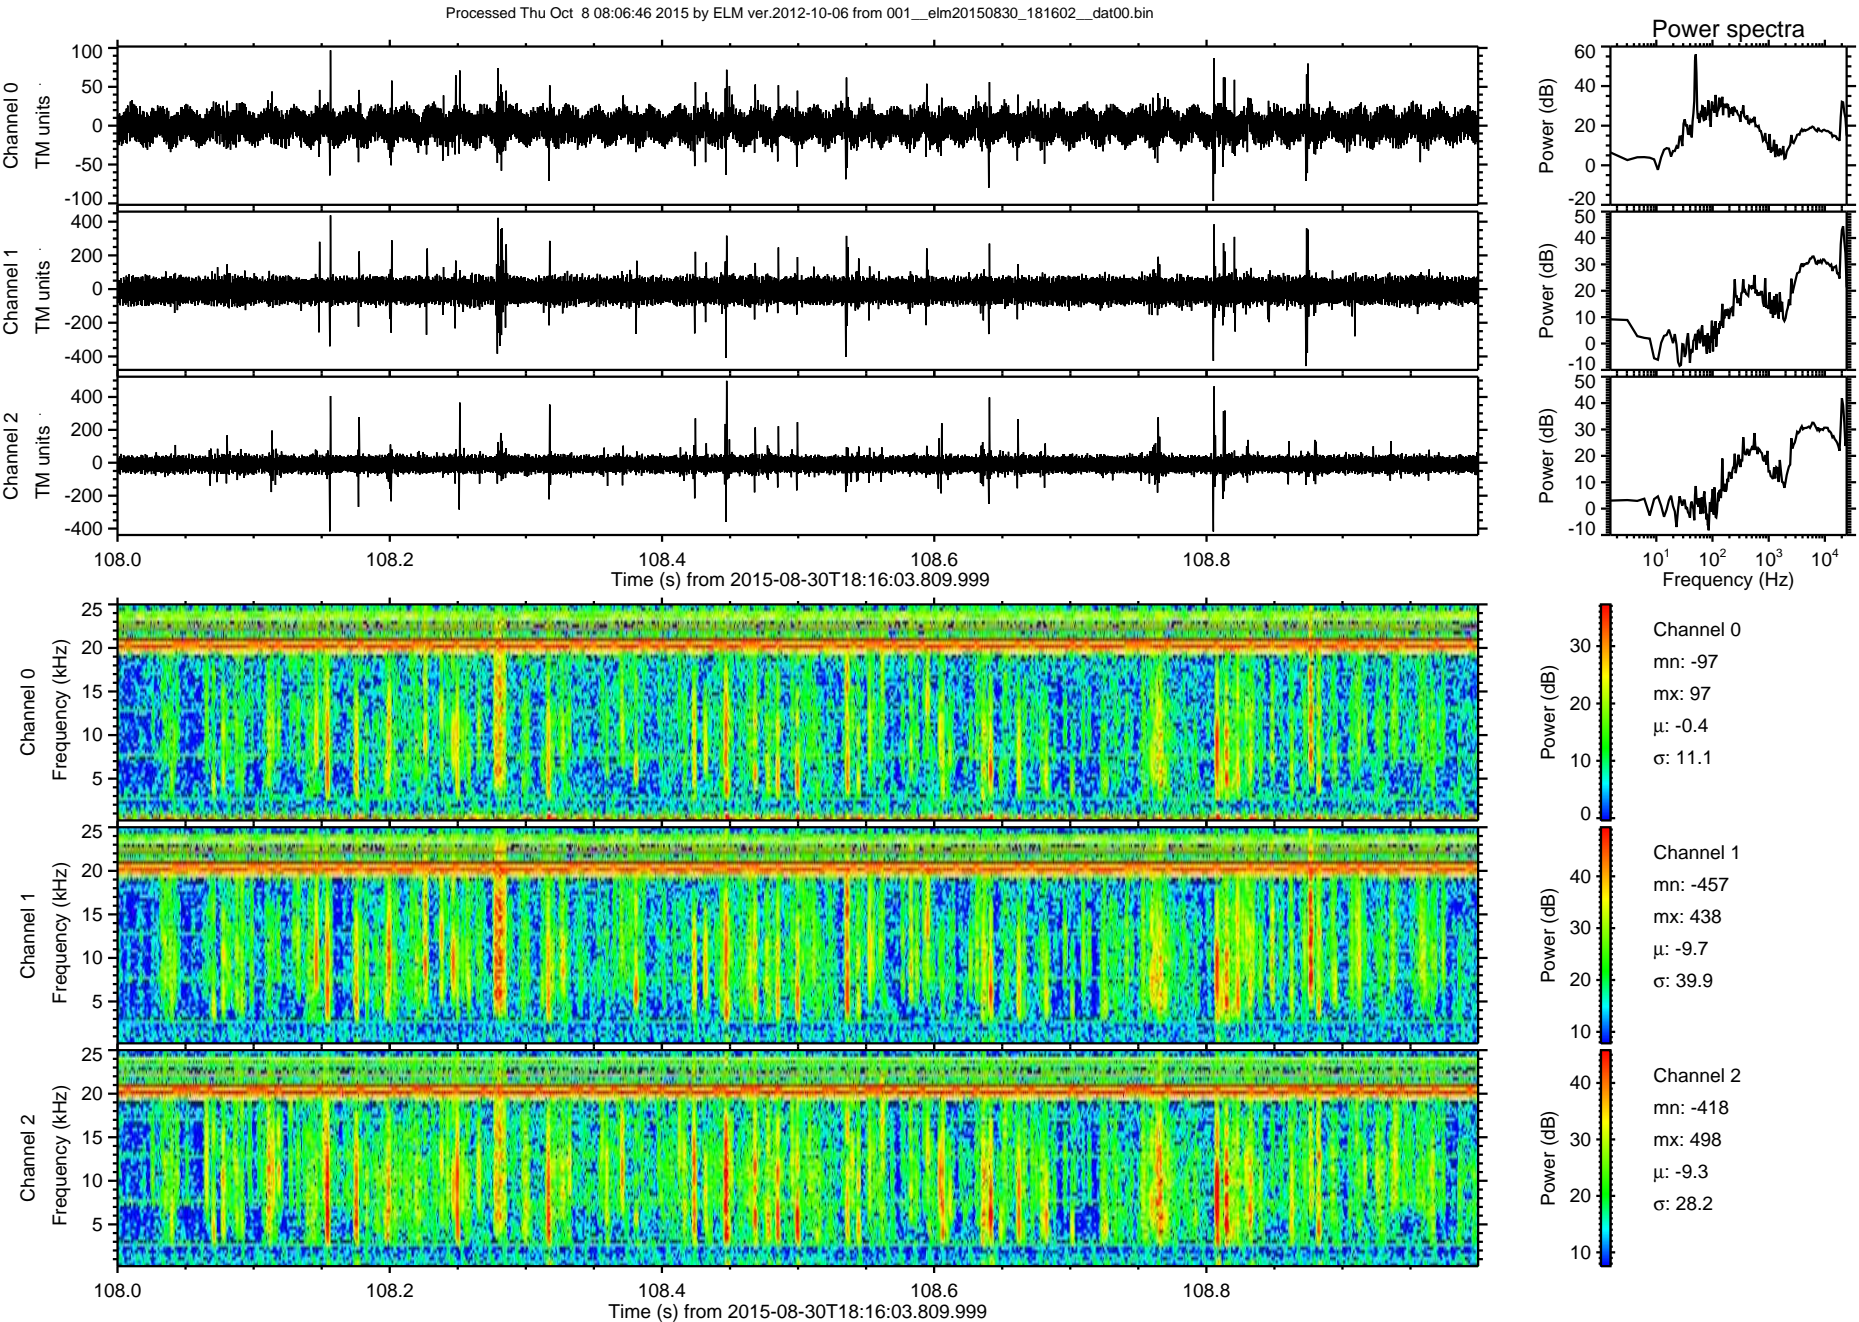 Processed Thu Oct  8 08:06:46 2015 by ELM ver.2012-10-06 from 001__elm20150830_181602__dat00.bin
Power spectra
Channel 0
TM units
100
50
0
-50
-100
Power (dB)
60
40
20
0
-20
Channel 1
TM units
400
200
0
-200
-400
Power (dB)
50
40
30
20
10
0
-10
Channel 2
TM units
400
200
0
-200
-400
Power (dB)
50
40
30
20
10
0
-10
108.0 108.2 108.4 108.6 108.8
Time (s) from 2015-08-30T18:16:03.809.999
10¹ 10² 10³ 10⁴
Frequency (Hz)
Channel 0
Frequency (kHz)
25
20
15
10
5
Power (dB)
30
20
10
0
Channel 0
mn: -97
mx: 97
μ: -0.4
σ: 11.1
Channel 1
Frequency (kHz)
25
20
15
10
5
Power (dB)
40
30
20
10
Channel 1
mn: -457
mx: 438
μ: -9.7
σ: 39.9
Channel 2
Frequency (kHz)
25
20
15
10
5
Power (dB)
40
30
20
10
Channel 2
mn: -418
mx: 498
μ: -9.3
σ: 28.2
108.0 108.2 108.4 108.6 108.8
Time (s) from 2015-08-30T18:16:03.809.999